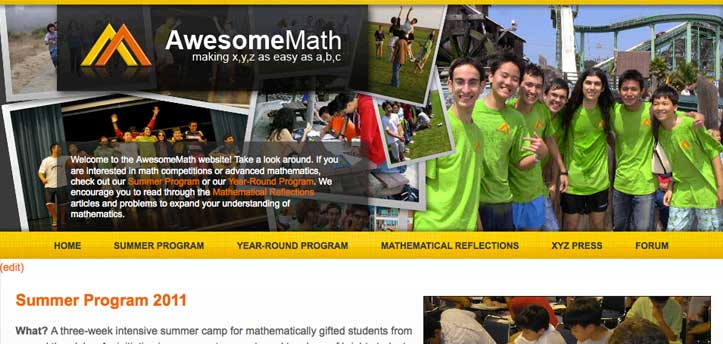 AwesomeMath
making x,y,z as easy as a,b,c
Welcome to the AwesomeMath website! Take a look around. If you
are interested in math competitions or advanced mathematics,
check out our Summer Program or our Year-Round Program. We
encourage you to read through the Mathematical Reflections
articles and problems to expand your understanding of
mathematics.
HOME SUMMER PROGRAM YEAR-ROUND PROGRAM MATHEMATICAL REFLECTIONS XYZ PRESS FORUM
(edit)
Summer Program 2011
What? A three-week intensive summer camp for mathematically gifted students from